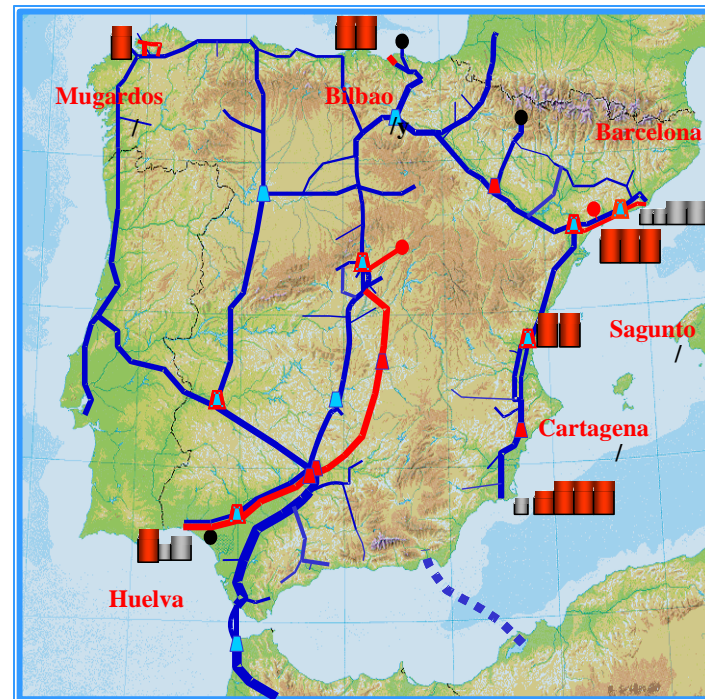 Mugardos
/
Bilbao
y
Barcelona
Sagunto
/
Cartagena
/
Huelva